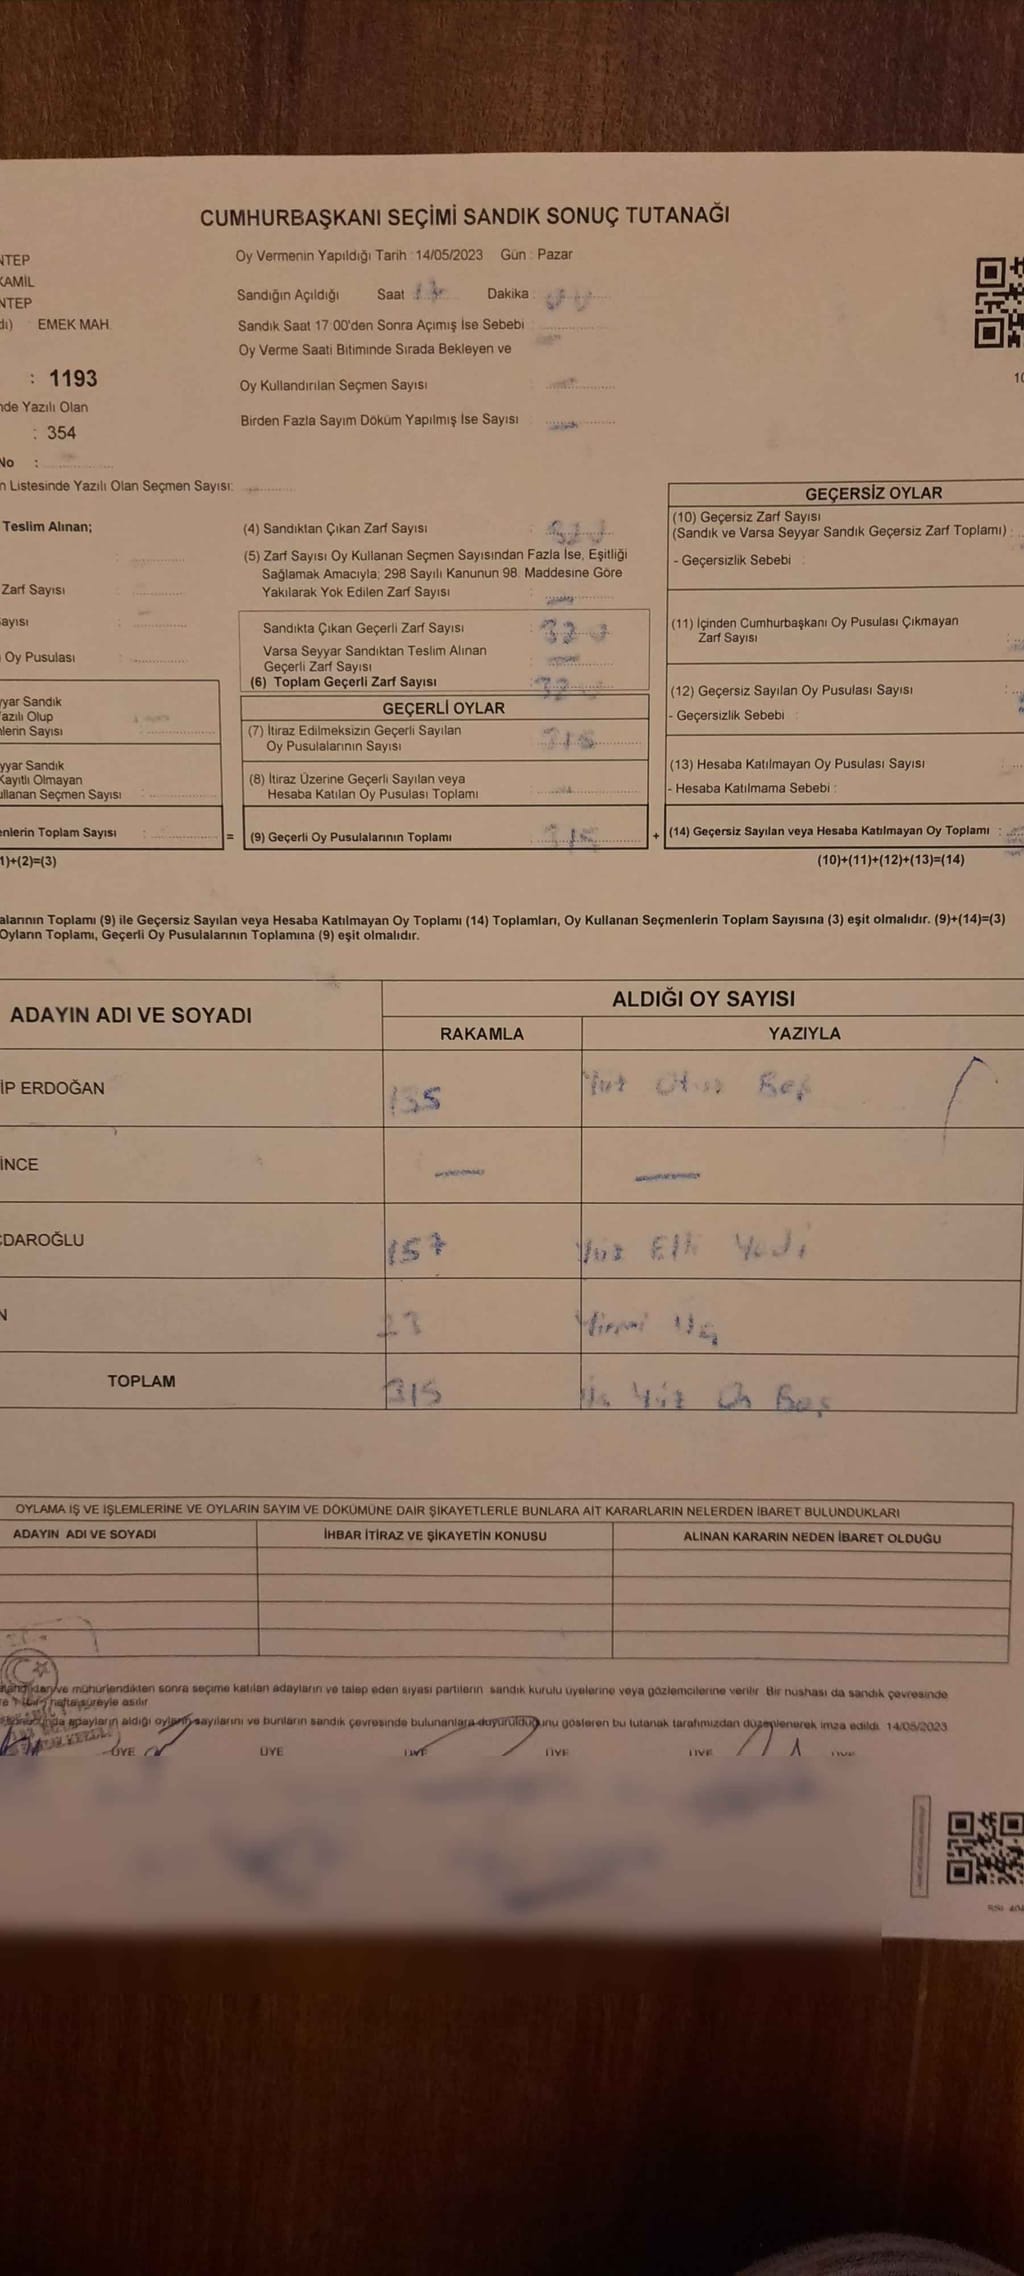 CUMHURBAŞKANI SEÇİMİ SANDIK SONUÇ TUTANAĞI
NTEP
KAMİL
NTEP
dı) EMEK MAH.
: 1193
nde Yazılı Olan
: 354
No :
n Listesinde Yazılı Olan Seçmen Sayısı:
Oy Vermenin Yapıldığı Tarih : 14/05/2023 Gün : Pazar
Sandığın Açıldığı Saat Dakika :
Sandık Saat 17:00'den Sonra Açımış İse Sebebi :
Oy Verme Saati Bitiminde Sırada Bekleyen ve
Oy Kullandırılan Seçmen Sayısı :
Birden Fazla Sayım Döküm Yapılmış İse Sayısı :
Teslim Alınan;
Zarf Sayısı
ayısı
Oy Pusulası
yyar Sandık
azılı Olup
nlerin Sayısı
yyar Sandık
Kayıtlı Olmayan
ullanan Seçmen Sayısı
enlerin Toplam Sayısı
1)+(2)=(3)
=
(4) Sandıktan Çıkan Zarf Sayısı :
(5) Zarf Sayısı Oy Kullanan Seçmen Sayısından Fazla İse, Eşitliği
Sağlamak Amacıyla; 298 Sayılı Kanunun 98. Maddesine Göre
Yakılarak Yok Edilen Zarf Sayısı :
Sandıkta Çıkan Geçerli Zarf Sayısı :
Varsa Seyyar Sandıktan Teslim Alınan
Geçerli Zarf Sayısı :
(6) Toplam Geçerli Zarf Sayısı :
GEÇERLİ OYLAR
(7) İtiraz Edilmeksizin Geçerli Sayılan
Oy Pusulalarının Sayısı : 315
(8) İtiraz Üzerine Geçerli Sayılan veya
Hesaba Katılan Oy Pusulası Toplamı :
(9) Geçerli Oy Pusulalarının Toplamı : 315
+
GEÇERSİZ OYLAR
(10) Geçersiz Zarf Sayısı
(Sandık ve Varsa Seyyar Sandık Geçersiz Zarf Toplamı) :
- Geçersizlik Sebebi :
(11) İçinden Cumhurbaşkanı Oy Pusulası Çıkmayan
Zarf Sayısı
(12) Geçersiz Sayılan Oy Pusulası Sayısı :
- Geçersizlik Sebebi :
(13) Hesaba Katılmayan Oy Pusulası Sayısı :
- Hesaba Katılmama Sebebi :
(14) Geçersiz Sayılan veya Hesaba Katılmayan Oy Toplamı :
(10)+(11)+(12)+(13)=(14)
alarının Toplamı (9) ile Geçersiz Sayılan veya Hesaba Katılmayan Oy Toplamı (14) Toplamları, Oy Kullanan Seçmenlerin Toplam Sayısına (3) eşit olmalıdır. (9)+(14)=(3)
Oyların Toplamı, Geçerli Oy Pusulalarının Toplamına (9) eşit olmalıdır.
ADAYIN ADI VE SOYADI
ALDIĞI OY SAYISI
RAKAMLA YAZIYLA
İP ERDOĞAN 135 Yüz Otuz Beş
İNCE — —
ÇDAROĞLU 157 Yüz Elli Yedi
N 23 Yirmi Üç
TOPLAM 315 Üç Yüz On Beş
OYLAMA İŞ VE İŞLEMLERİNE VE OYLARIN SAYIM VE DÖKÜMÜNE DAİR ŞİKAYETLERLE BUNLARA AİT KARARLARIN NELERDEN İBARET BULUNDUKLARI
ADAYIN ADI VE SOYADI İHBAR İTİRAZ VE ŞİKAYETİN KONUSU ALINAN KARARIN NEDEN İBARET OLDUĞU
ve mühürlendikten sonra seçime katılan adayların ve talep eden siyasi partilerin sandık kurulu üyelerine veya gözlemcilerine verilir. Bir nüshası da sandık çevresinde
hafta süreyle asılır
adayların aldığı oyların sayılarını ve bunların sandık çevresinde bulunanlara duyurulduğunu gösteren bu tutanak tarafımızdan düzenlenerek imza edildi. 14/05/2023
ÜYE ÜYE ÜYE ÜYE ÜYE ÜYE